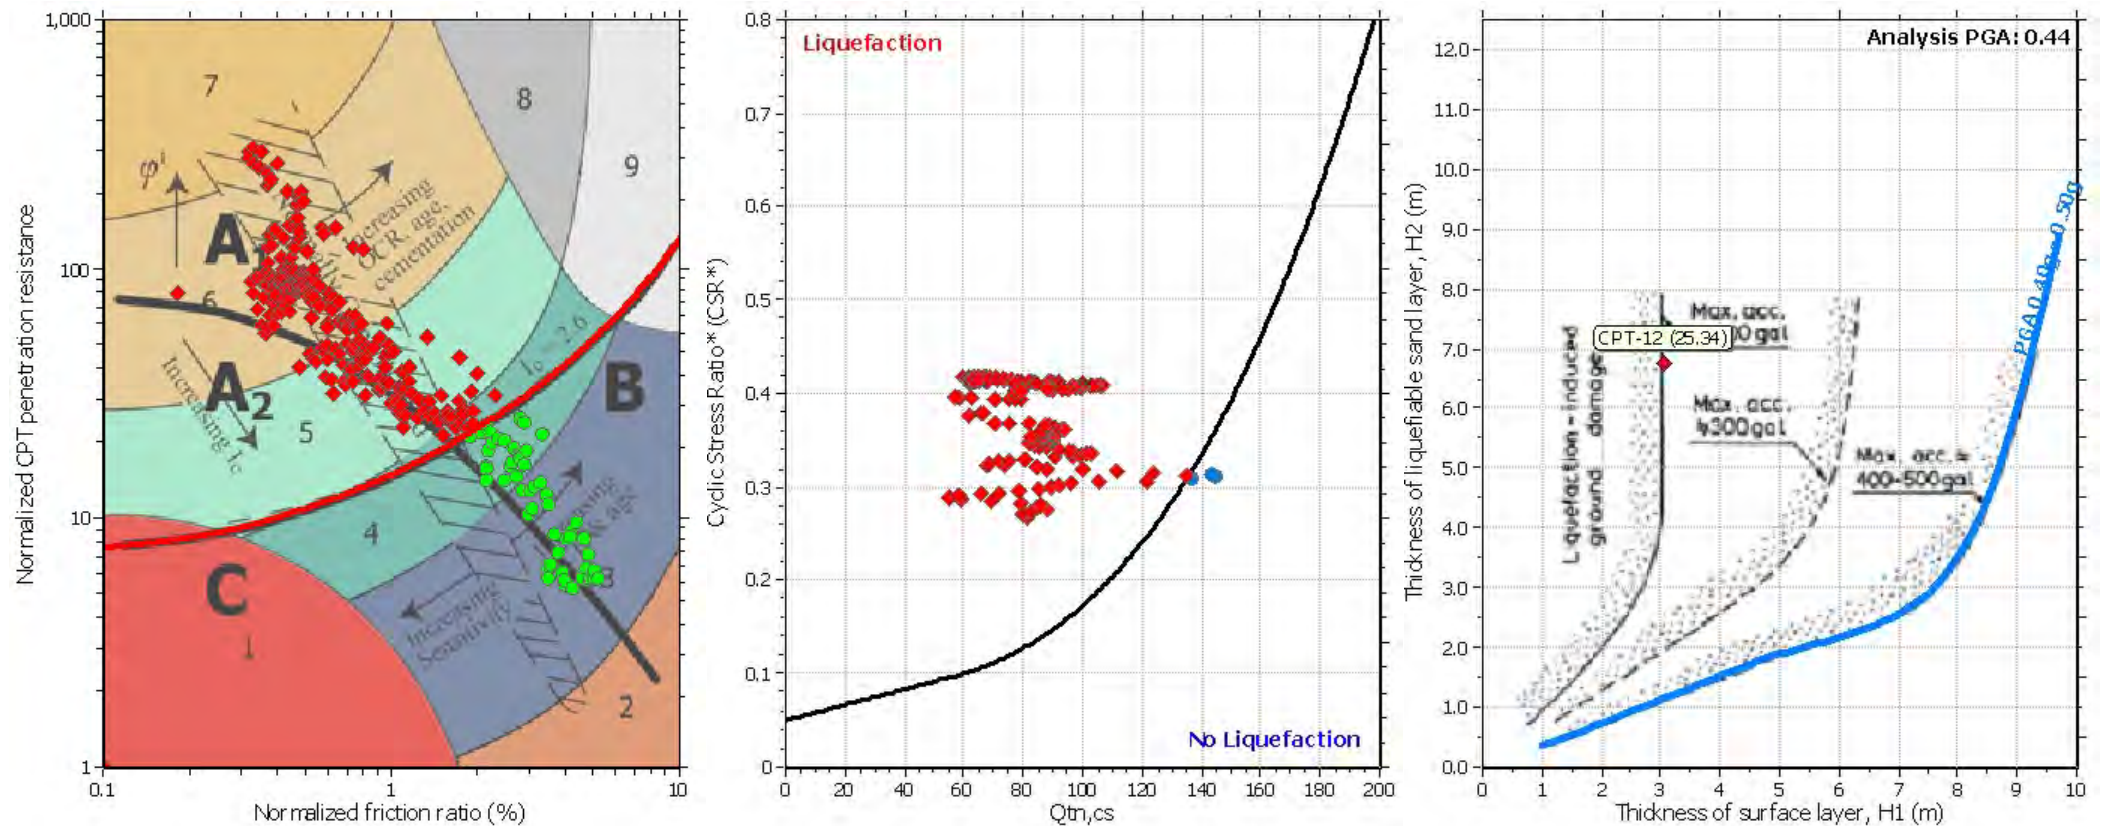 1,000
100
10
1
Normalized CPT penetration resistance
0.1
1
10
Normalized friction ratio (%)
7
8
9
φ'
A1
6
Increasing
OCR, age,
cementation
A2
Increasing Ic
5
Ic = 2.6
B
4
C
Increasing
Sensitivity
3
1
2
Liquefaction
No Liquefaction
0.8
0.7
0.6
0.5
0.4
0.3
0.2
0.1
0
Cyclic Stress Ratio* (CSR*)
0
20
40
60
80
100
120
140
160
180
200
Qtn,cs
Analysis PGA: 0.44
12.0
11.0
10.0
9.0
8.0
7.0
6.0
5.0
4.0
3.0
2.0
1.0
0.0
Thickness of liquefiable sand layer, H2 (m)
Liquefaction-induced
ground damage
Max. acc.
CPT-12 (25.34)
Max. acc.
300gal
Max. acc.
400-500gal
PGA 0.40g - 0.50g
0
1
2
3
4
5
6
7
8
9
10
Thickness of surface layer, H1 (m)